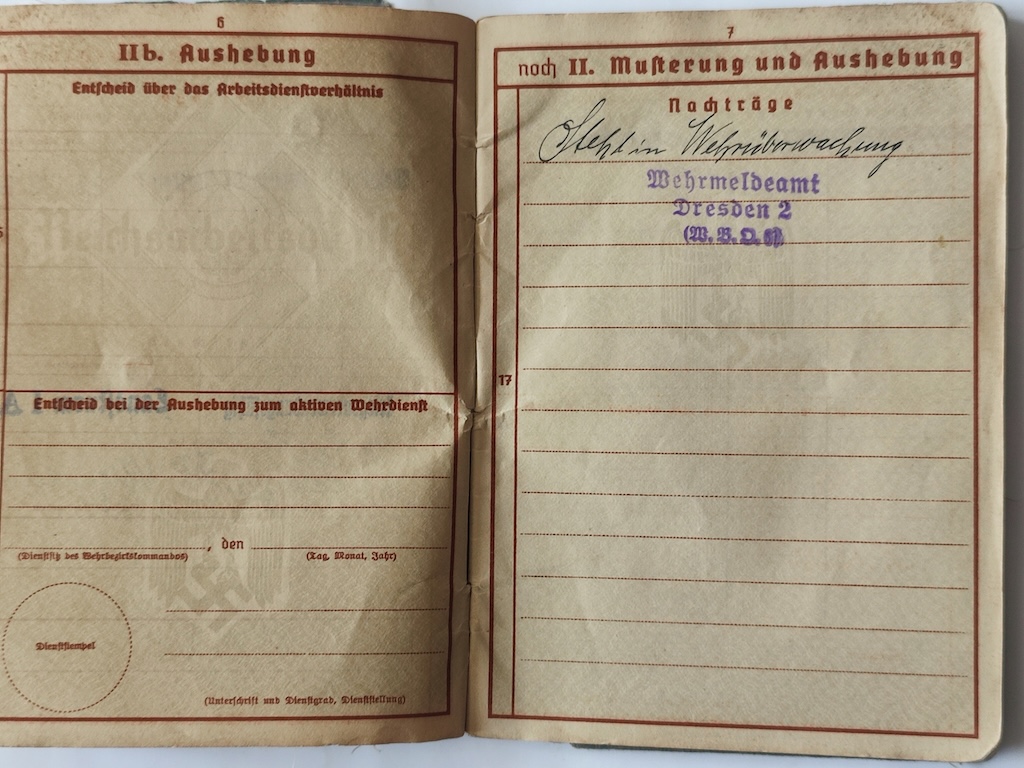 6
IIb. Aushebung
Entscheid über das Arbeitsdienstverhältnis
Entscheid bei der Aushebung zum aktiven Wehrdienst
, den
(Dienstsitz des Wehrbezirkskommandos)
(Tag, Monat, Jahr)
Dienststempel
(Unterschrift und Dienstgrad, Dienststellung)
7
noch II. Musterung und Aushebung
Nachträge
Steht in Wehrüberwachung
Wehrmeldeamt
Dresden 2
17